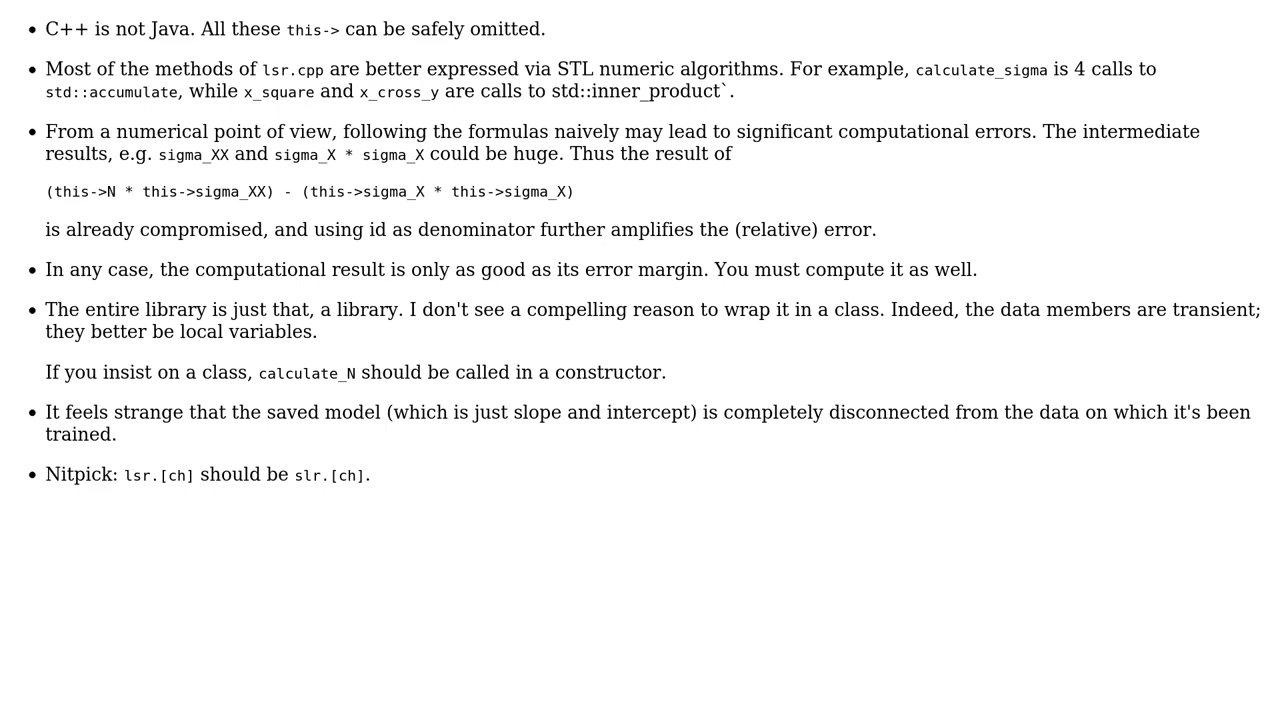 • C++ is not Java. All these this-> can be safely omitted.
• Most of the methods of lsr.cpp are better expressed via STL numeric algorithms. For example, calculate_sigma is 4 calls to
std::accumulate, while x_square and x_cross_y are calls to std::inner_product`.
• From a numerical point of view, following the formulas naively may lead to significant computational errors. The intermediate
results, e.g. sigma_XX and sigma_X * sigma_X could be huge. Thus the result of
(this->N * this->sigma_XX) - (this->sigma_X * this->sigma_X)
is already compromised, and using id as denominator further amplifies the (relative) error.
• In any case, the computational result is only as good as its error margin. You must compute it as well.
• The entire library is just that, a library. I don't see a compelling reason to wrap it in a class. Indeed, the data members are transient;
they better be local variables.
If you insist on a class, calculate_N should be called in a constructor.
• It feels strange that the saved model (which is just slope and intercept) is completely disconnected from the data on which it's been
trained.
• Nitpick: lsr.[ch] should be slr.[ch].